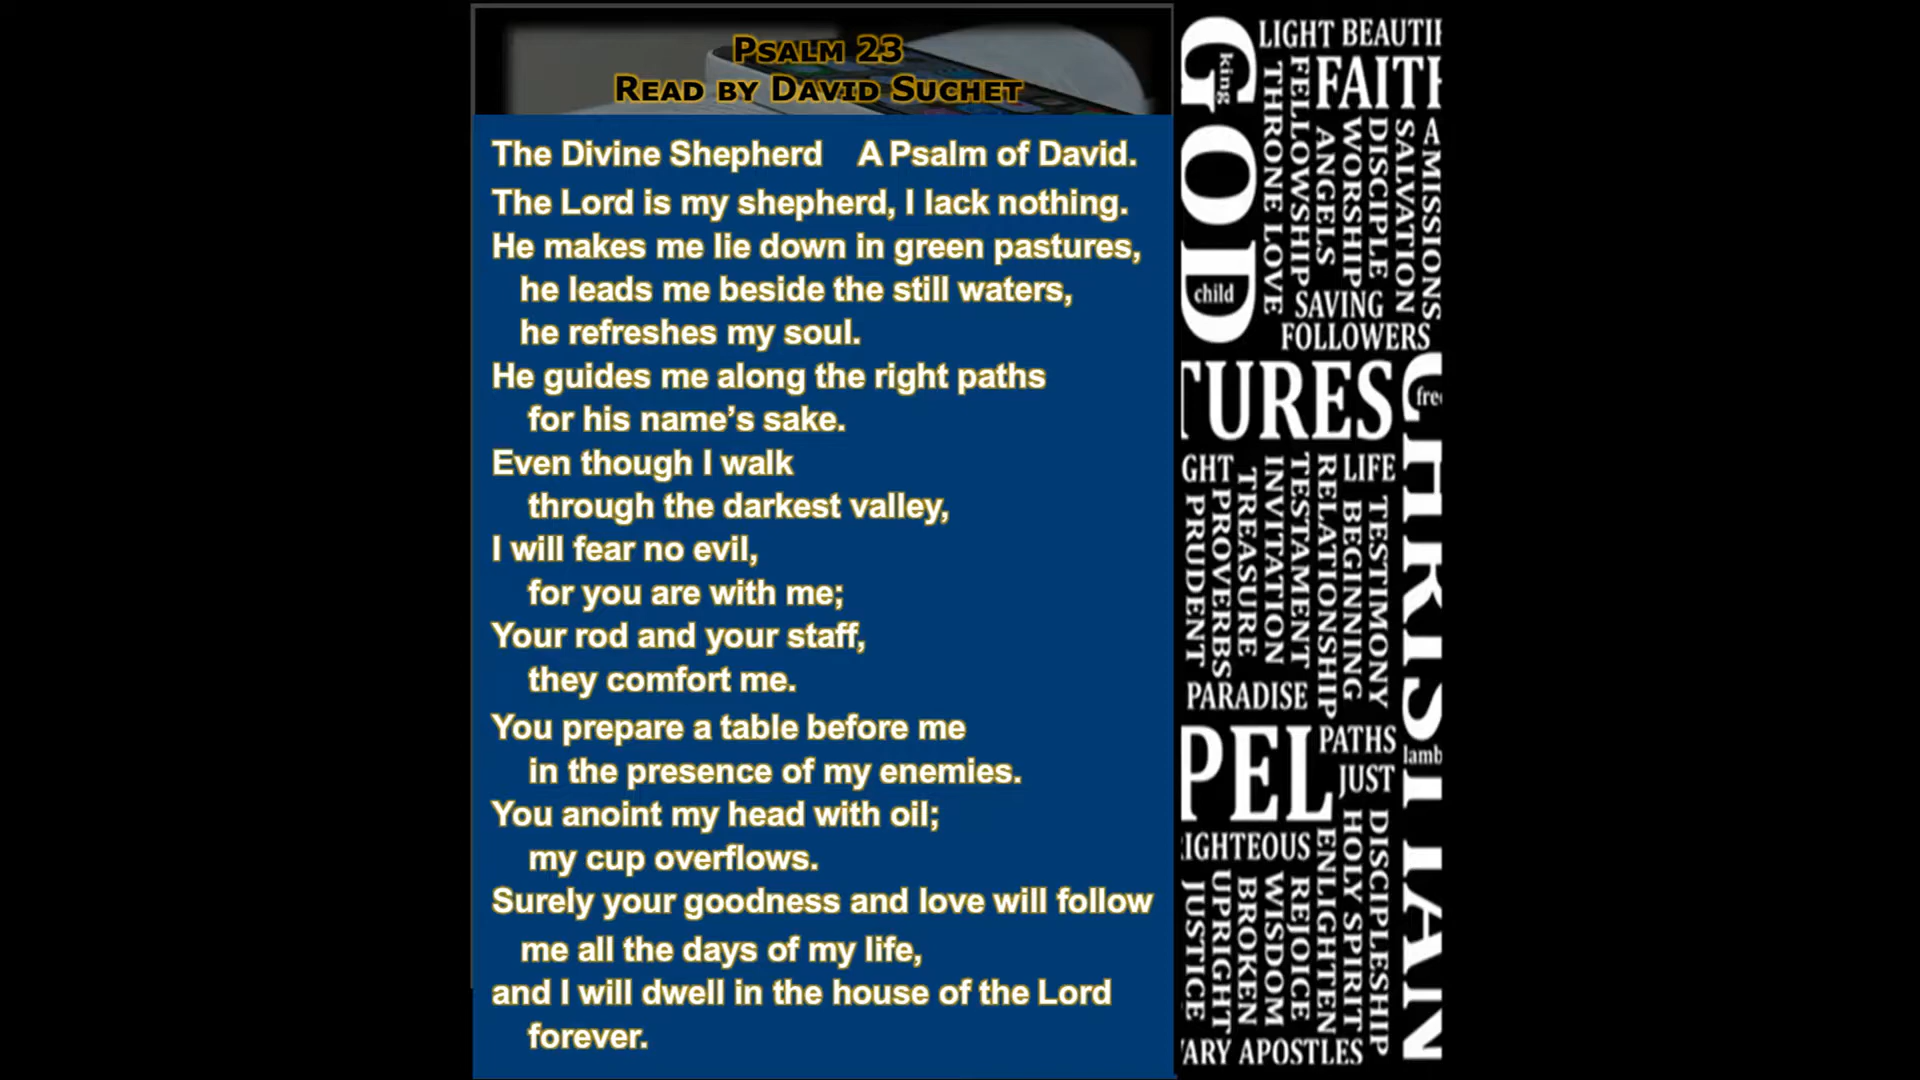 Psalm 23
Read by David Suchet
The Divine Shepherd A Psalm of David.
The Lord is my shepherd, I lack nothing.
He makes me lie down in green pastures,
he leads me beside the still waters,
he refreshes my soul.
He guides me along the right paths
for his name’s sake.
Even though I walk
through the darkest valley,
I will fear no evil,
for you are with me;
Your rod and your staff,
they comfort me.
You prepare a table before me
in the presence of my enemies.
You anoint my head with oil;
my cup overflows.
Surely your goodness and love will follow
me all the days of my life,
and I will dwell in the house of the Lord
forever.
GOD
king
child
LIGHT BEAUTI
FAITH
THRONE LOVE
FELLOWSHIP
ANGELS
WORSHIP
DISCIPLE
SALVATION
MISSIONS
SAVING
FOLLOWERS
TURES
CHRISTIAN
free
lamb
GHT
LIFE
PRUDENT
PROVERBS
TREASURE
INVITATION
TESTAMENT
RELATIONSHIP
BEGINNING
TESTIMONY
PARADISE
PEL
PATHS
JUST
IGHTEOUS
JUSTICE
UPRIGHT
BROKEN
WISDOM
REJOICE
ENLIGHTEN
HOLY SPIRIT
DISCIPLESHIP
ARY APOSTLES